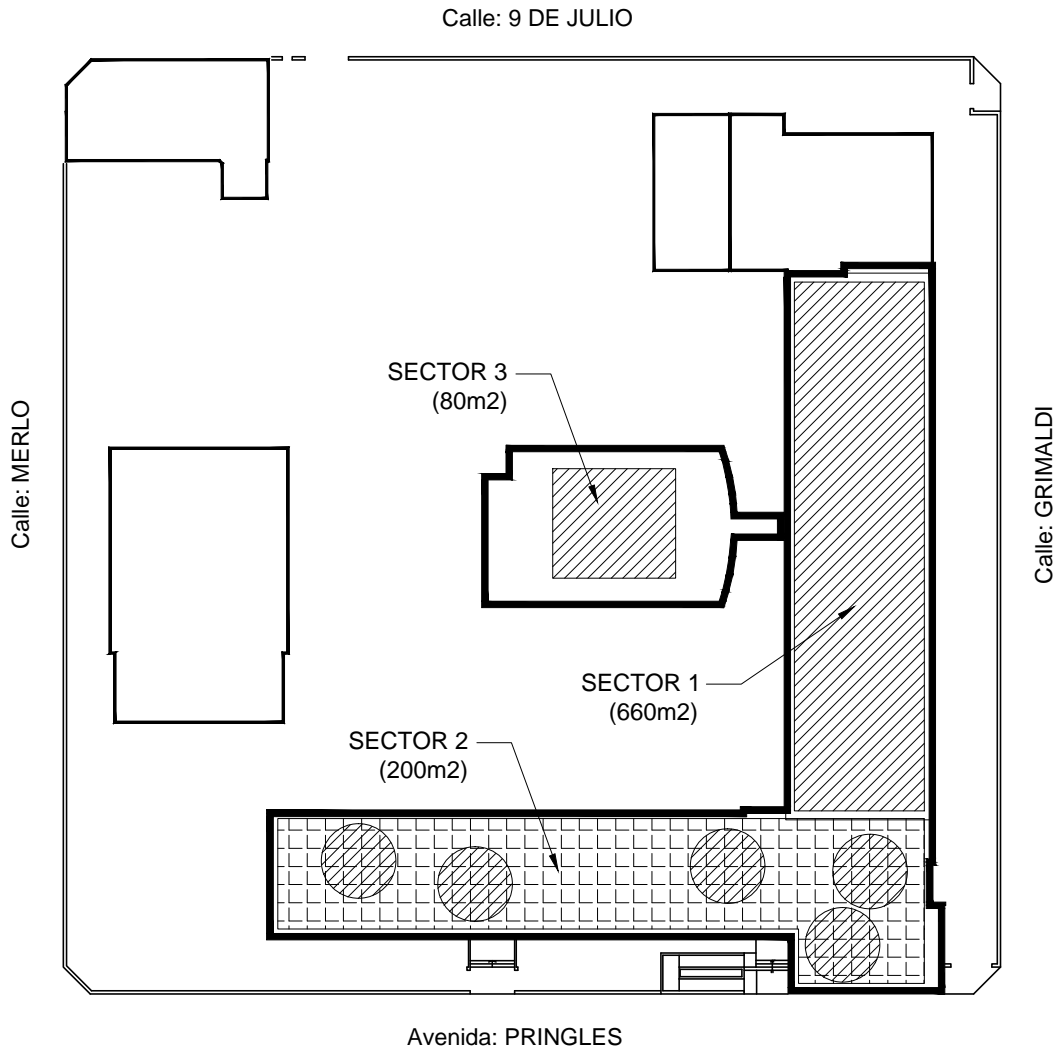 Calle: 9 DE JULIO
SECTOR 3
(80m2)
Calle: MERLO
Calle: GRIMALDI
SECTOR 1
(660m2)
SECTOR 2
(200m2)
Avenida: PRINGLES